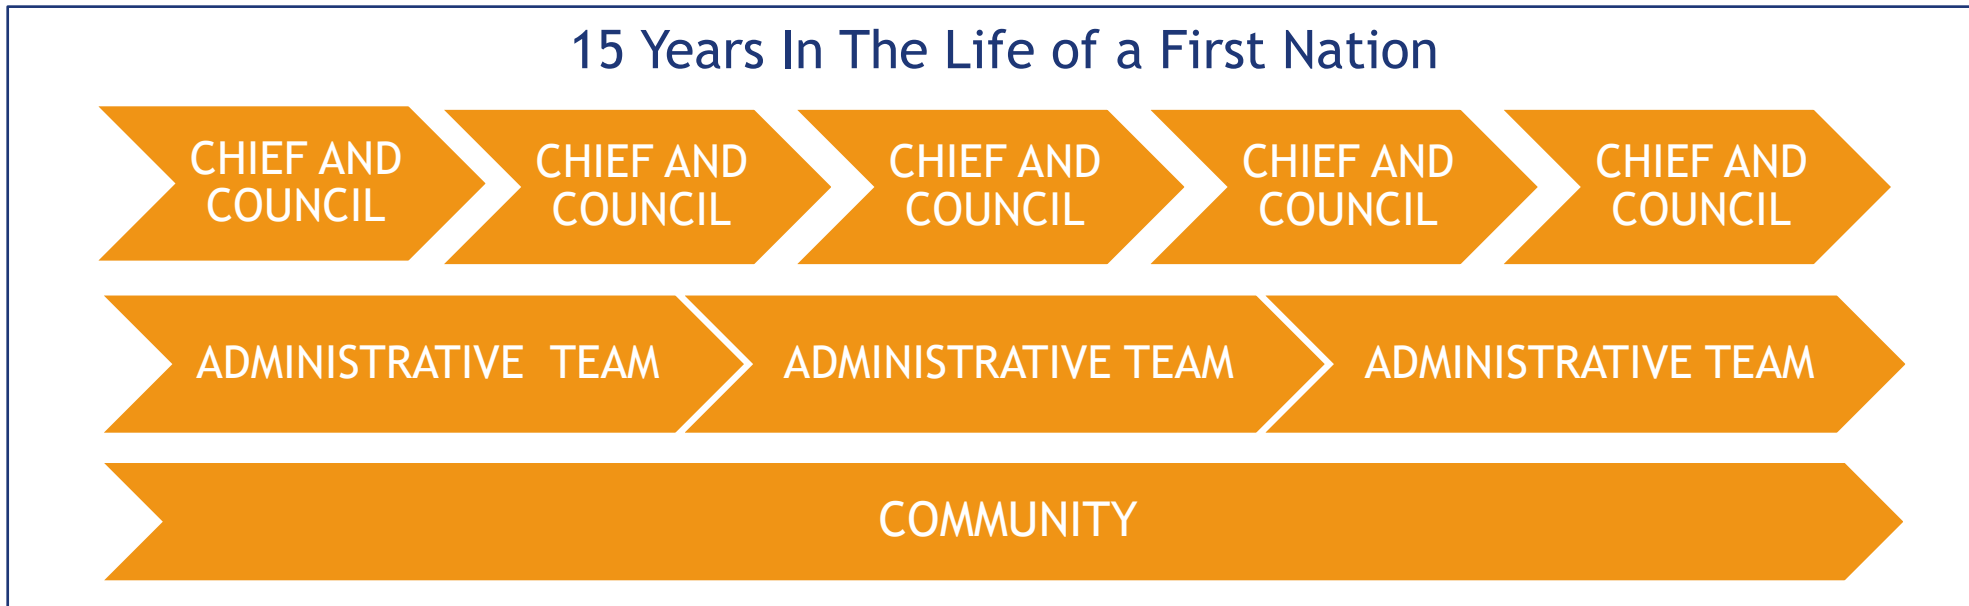 15 Years In The Life of a First Nation
CHIEF AND
COUNCIL
CHIEF AND
COUNCIL
CHIEF AND
COUNCIL
CHIEF AND
COUNCIL
CHIEF AND
COUNCIL
ADMINISTRATIVE  TEAM
ADMINISTRATIVE TEAM
ADMINISTRATIVE TEAM
COMMUNITY